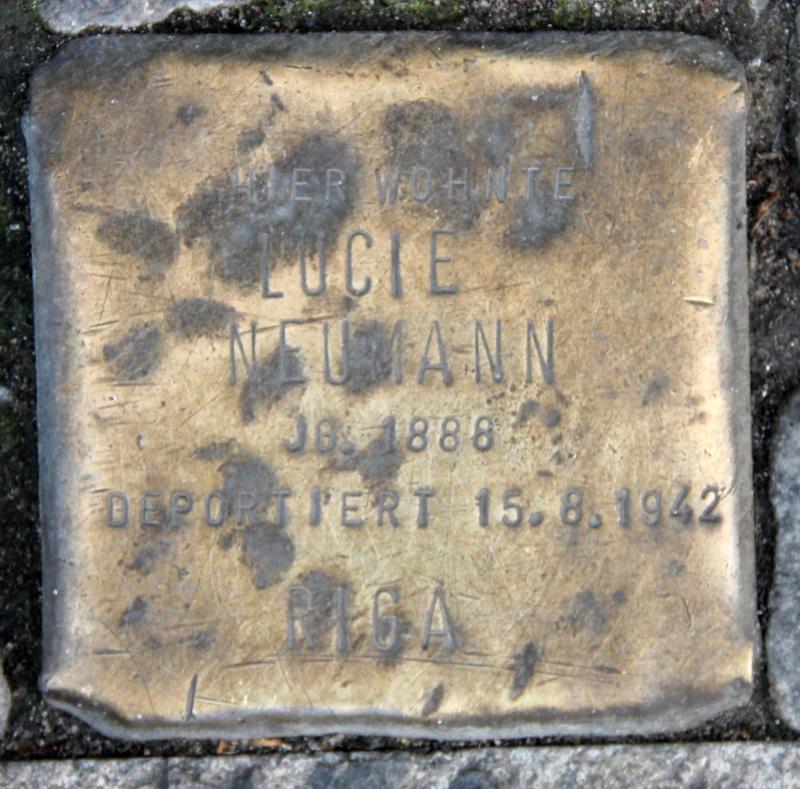 HIER WOHNTE
LUCIE
NEUMANN
JG. 1888
DEPORTIERT 15.8.1942
RIGA